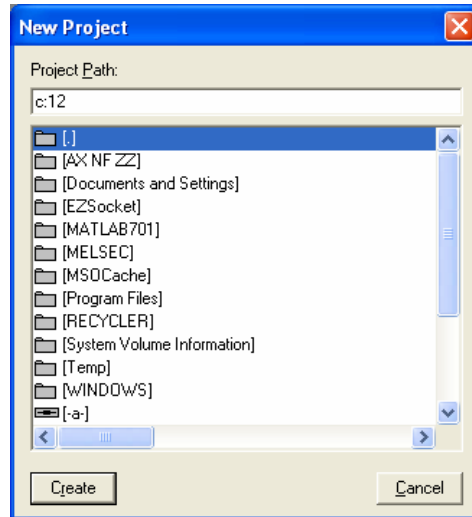 New Project
Project Path:
c:12
[.]
[AX NF ZZ]
[Documents and Settings]
[EZSocket]
[MATLAB701]
[MELSEC]
[MSOCache]
[Program Files]
[RECYCLER]
[System Volume Information]
[Temp]
[WINDOWS]
[-a-]
Create Cancel